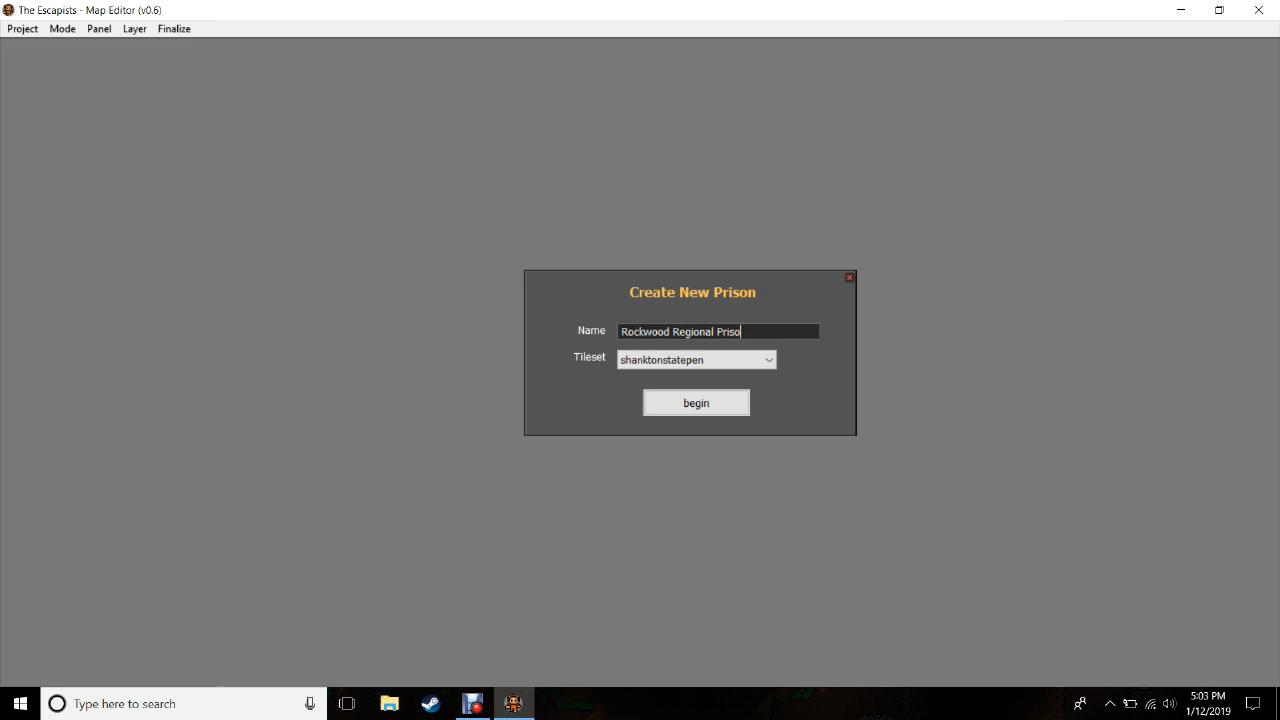 The Escapists - Map Editor (v0.6)
Project Mode Panel Layer Finalize
Create New Prison
Name Rockwood Regional Priso
Tileset shanktonstatepen
begin
Type here to search
5:03 PM
1/12/2019